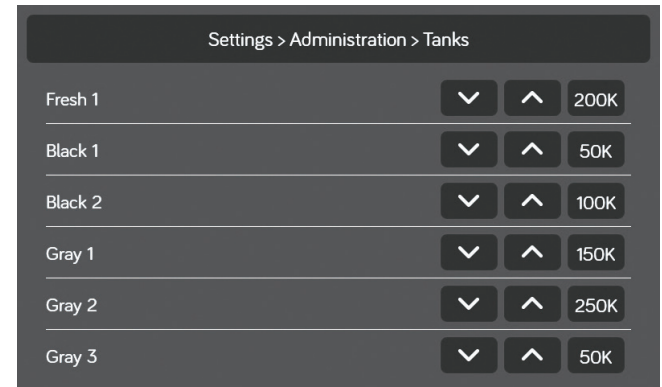 Settings > Administration > Tanks
Fresh 1 200K
Black 1 50K
Black 2 100K
Gray 1 150K
Gray 2 250K
Gray 3 50K